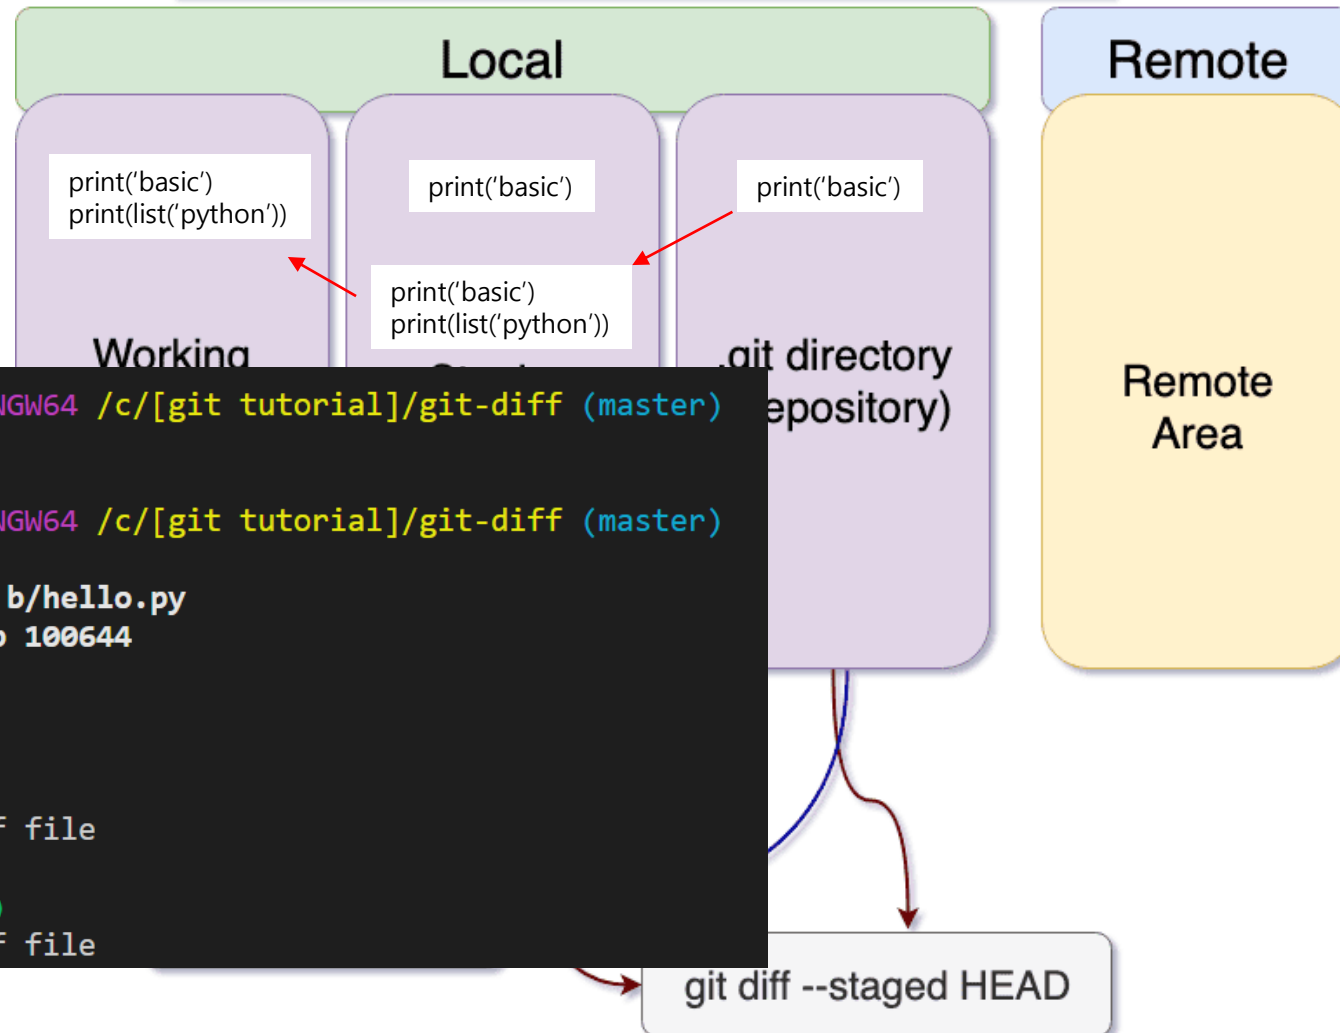 Local
Remote
print(‘basic’)
print(list(‘python’))
print(‘basic’)
print(‘basic’)
print(‘basic’)
print(list(‘python’))
Working
.git directory
epository)
Remote
Area
NGW64 /c/[git tutorial]/git-diff (master)
NGW64 /c/[git tutorial]/git-diff (master)
b/hello.py
100644
f file
)
f file
git diff --staged HEAD